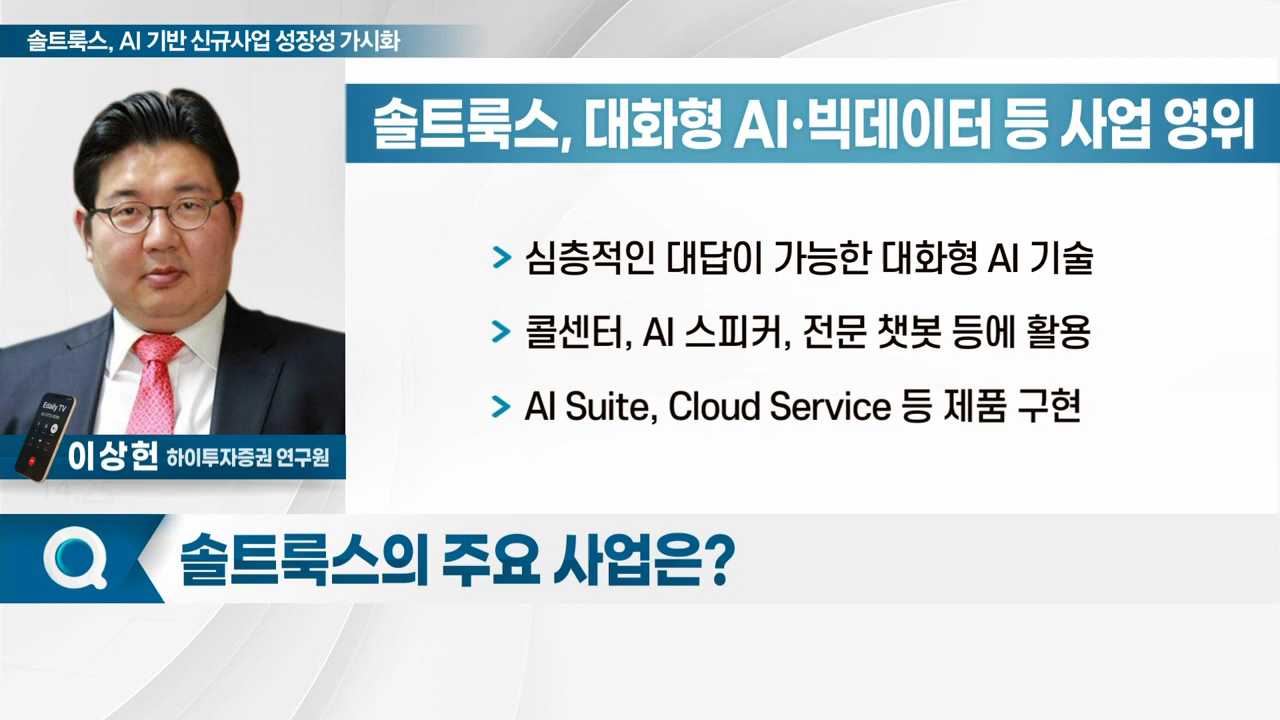 솔트룩스, AI 기반 신규사업 성장성 가시화
솔트룩스, 대화형 AI·빅데이터 등 사업 영위
> 심층적인 대답이 가능한 대화형 AI 기술
> 콜센터, AI 스피커, 전문 챗봇 등에 활용
> AI Suite, Cloud Service 등 제품 구현
Edaily TV
이상헌 하이투자증권 연구원
14:25
Q 솔트룩스의 주요 사업은?